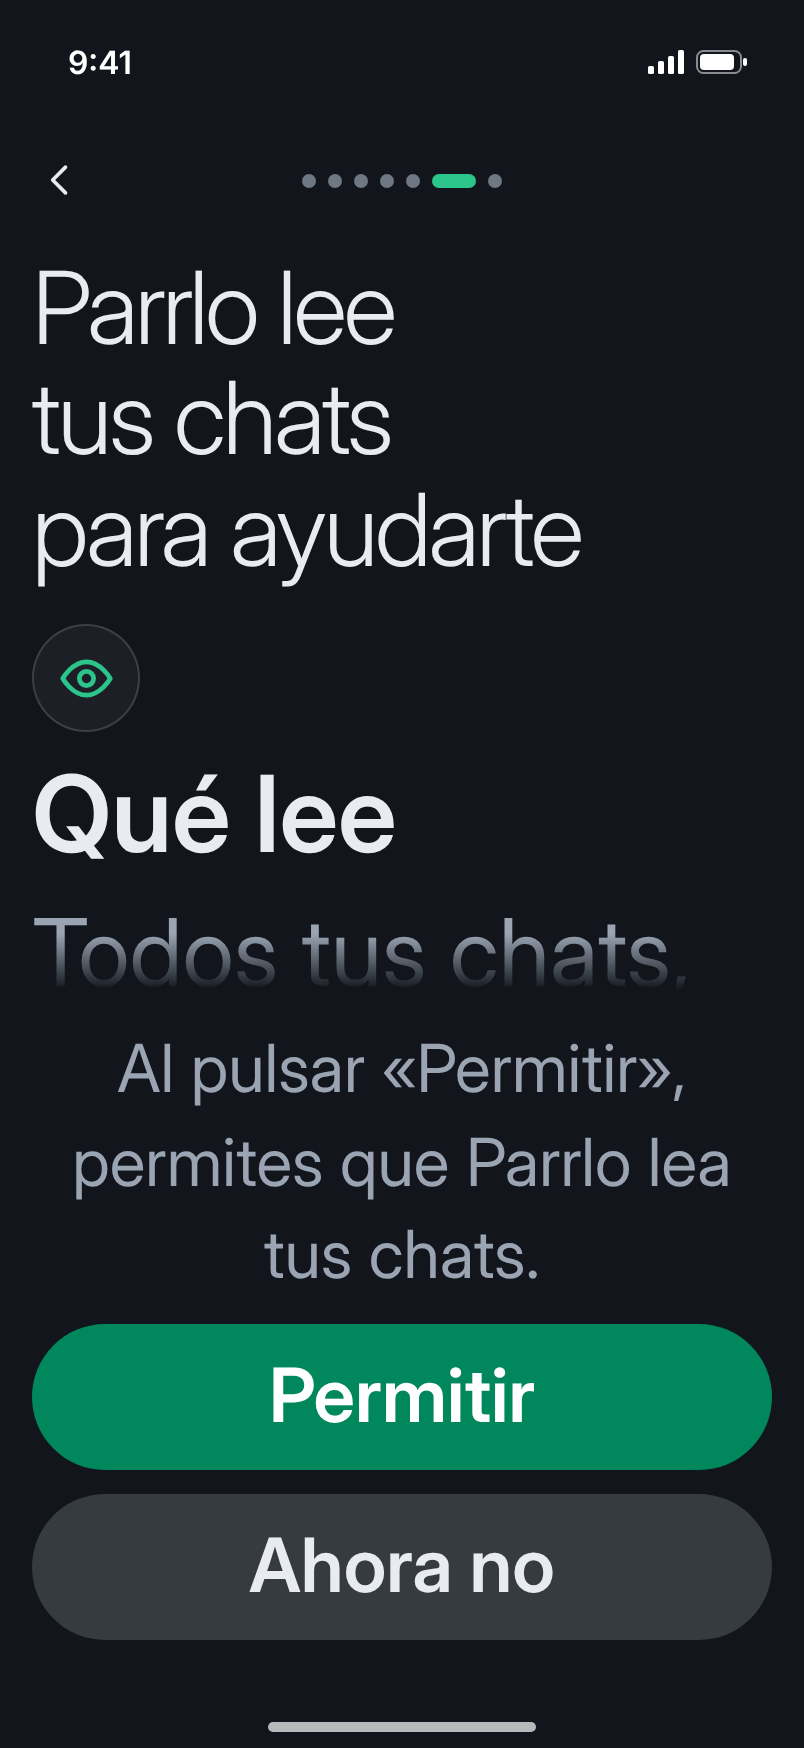 9:41
Parrlo lee
tus chats
para ayudarte
Qué lee
Todos tus chats,
Al pulsar «Permitir»,
permites que Parrlo lea
tus chats.
Permitir
Ahora no